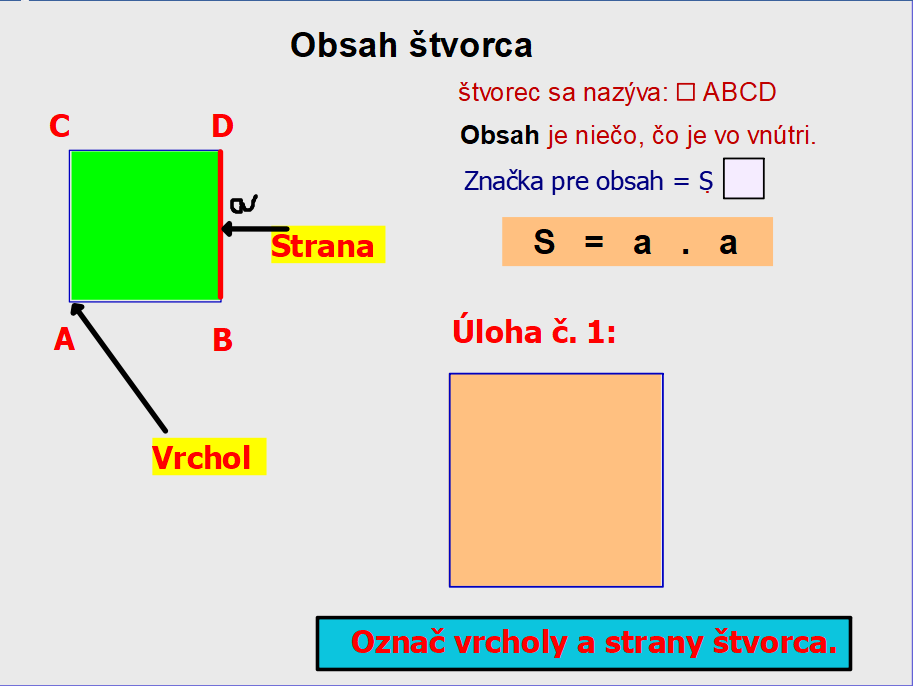 Obsah štvorca
štvorec sa nazýva: □ ABCD
Obsah je niečo, čo je vo vnútri.
Značka pre obsah = S
S = a . a
C D
a
Strana
A B
Vrchol
Úloha č. 1:
Označ vrcholy a strany štvorca.